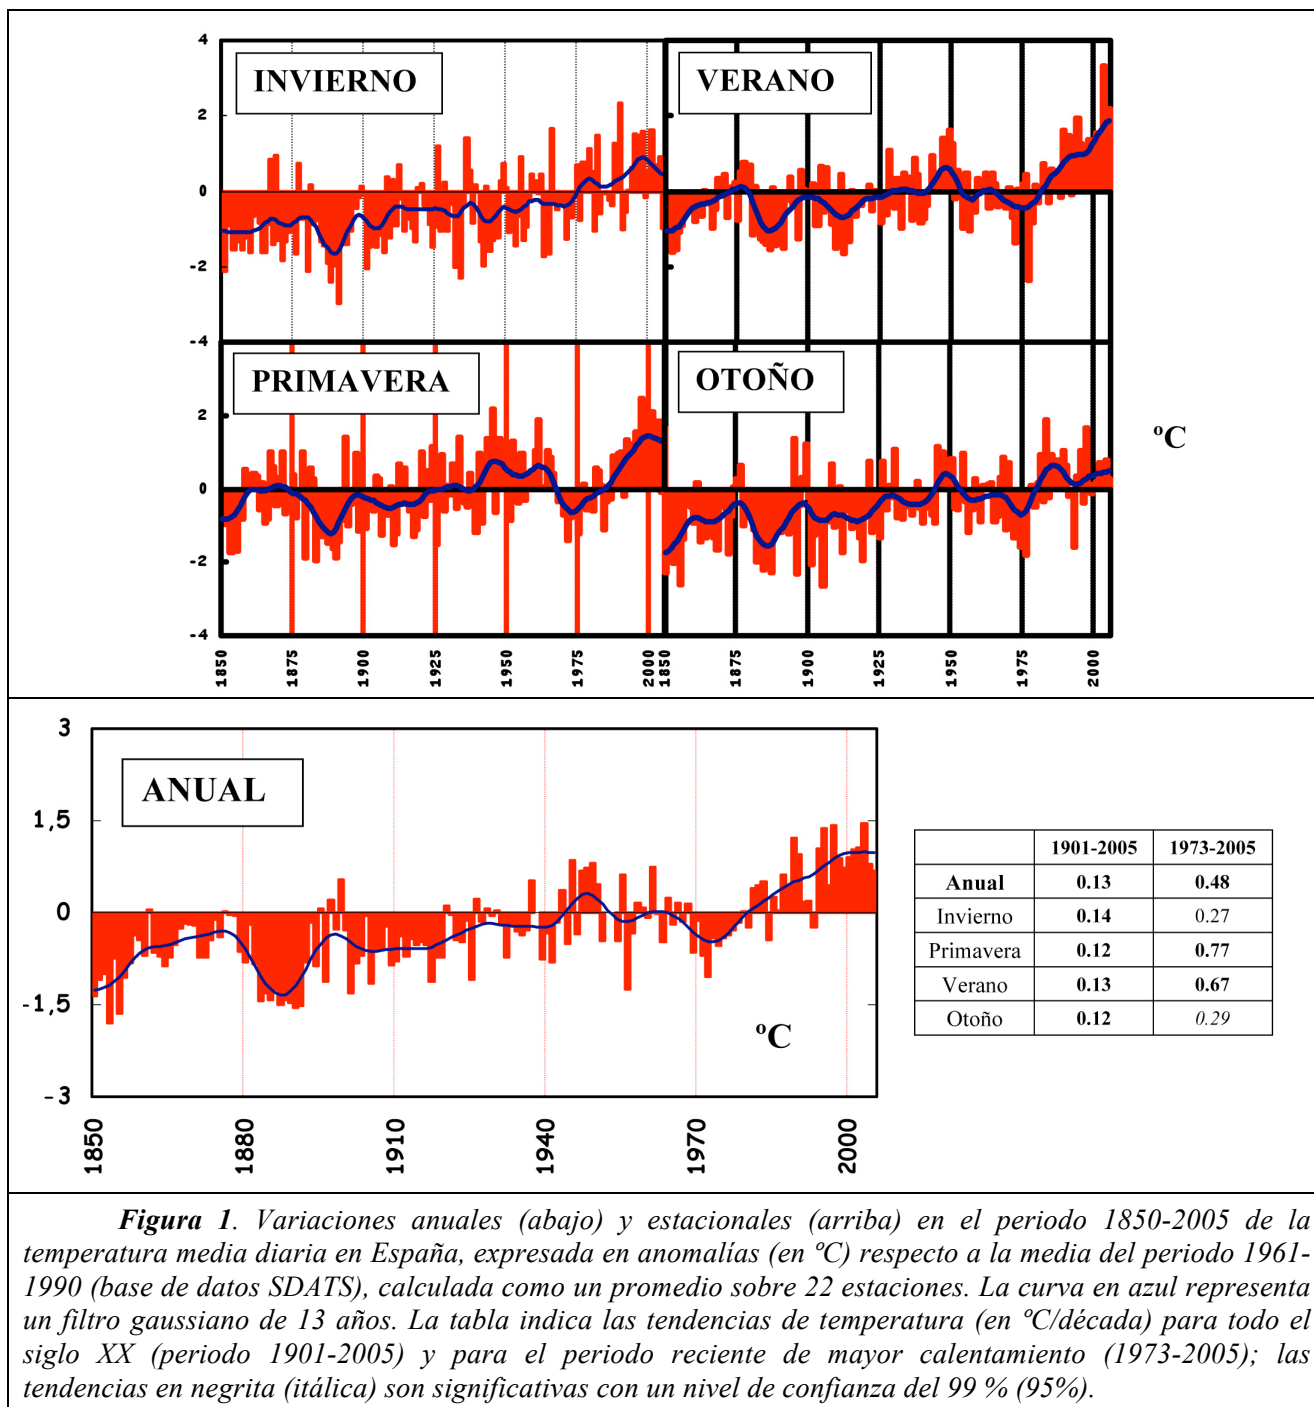 4
INVIERNO
VERANO
2
0
-2
-4
PRIMAVERA
OTOÑO
2
ºC
0
-2
-4
1850
1875
1900
1925
1950
1975
2000
1850
1875
1900
1925
1950
1975
2000
3
ANUAL
1,5
0
-1,5
ºC
-3
1850
1880
1910
1940
1970
2000
1901-2005 1973-2005
Anual 0.13 0.48
Invierno 0.14 0.27
Primavera 0.12 0.77
Verano 0.13 0.67
Otoño 0.12 0.29
Figura 1. Variaciones anuales (abajo) y estacionales (arriba) en el periodo 1850-2005 de la
temperatura media diaria en España, expresada en anomalías (en ºC) respecto a la media del periodo 1961-
1990 (base de datos SDATS), calculada como un promedio sobre 22 estaciones. La curva en azul representa
un filtro gaussiano de 13 años. La tabla indica las tendencias de temperatura (en ºC/década) para todo el
siglo XX (periodo 1901-2005) y para el periodo reciente de mayor calentamiento (1973-2005); las
tendencias en negrita (itálica) son significativas con un nivel de confianza del 99 % (95%).